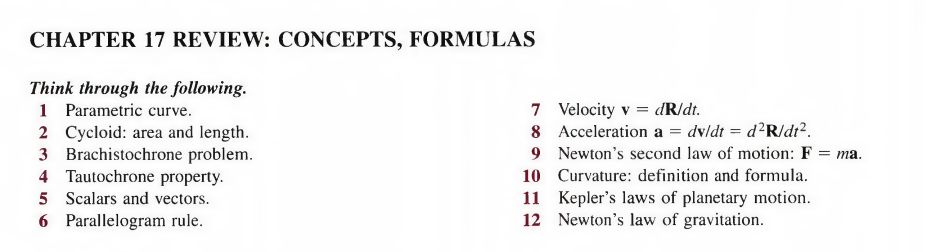 CHAPTER 17 REVIEW: CONCEPTS, FORMULAS
Think through the following.
1 Parametric curve.
2 Cycloid: area and length.
3 Brachistochrone problem.
4 Tautochrone property.
5 Scalars and vectors.
6 Parallelogram rule.
7 Velocity v = dR/dt.
8 Acceleration a = dv/dt = d²R/dt².
9 Newton's second law of motion: F = ma.
10 Curvature: definition and formula.
11 Kepler's laws of planetary motion.
12 Newton's law of gravitation.